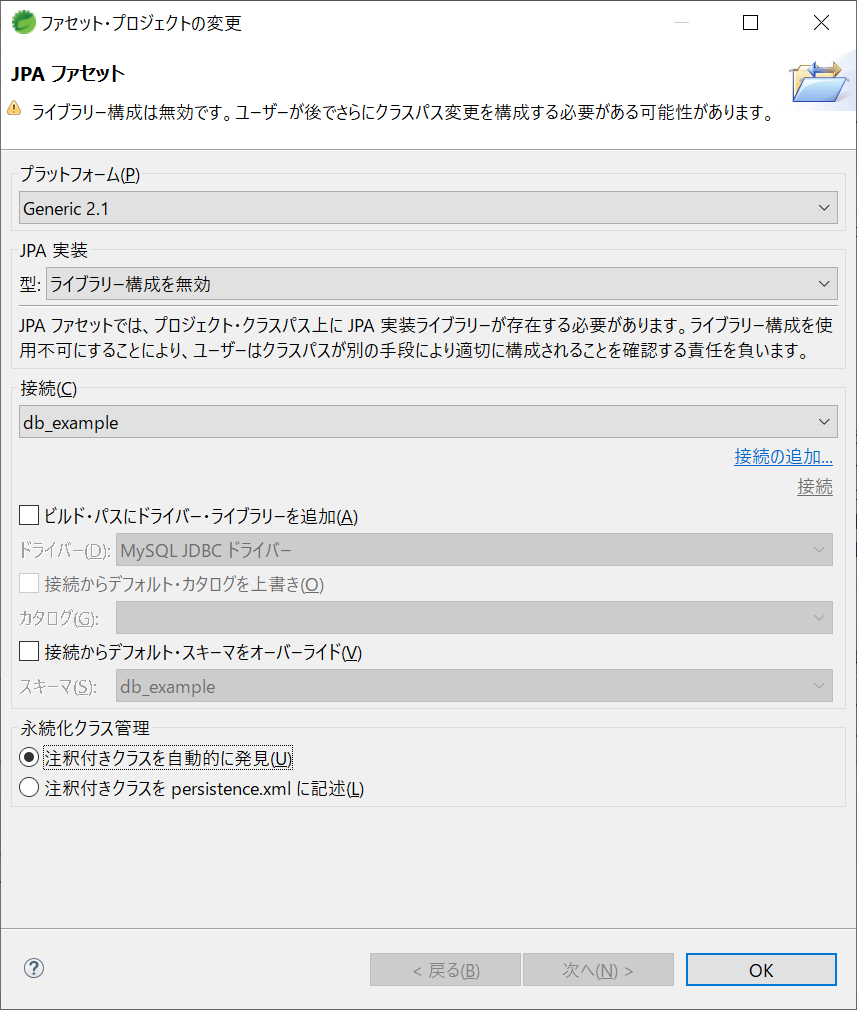 ファセット・プロジェクトの変更
JPA ファセット
ライブラリー構成は無効です。ユーザーが後でさらにクラスパス変更を構成する必要がある可能性があります。
プラットフォーム(P)
Generic 2.1
JPA 実装
型: ライブラリー構成を無効
JPA ファセットでは、プロジェクト・クラスパス上に JPA 実装ライブラリーが存在する必要があります。ライブラリー構成を使
用不可にすることにより、ユーザーはクラスパスが別の手段により適切に構成されることを確認する責任を負います。
接続(C)
db_example
接続の追加...
接続
ビルド・パスにドライバー・ライブラリーを追加(A)
ドライバー(D): MySQL JDBC ドライバー
接続からデフォルト・カタログを上書き(O)
カタログ(G):
接続からデフォルト・スキーマをオーバーライド(V)
スキーマ(S): db_example
永続化クラス管理
注釈付きクラスを自動的に発見(U)
注釈付きクラスを persistence.xml に記述(L)
?
< 戻る(B) 次へ(N) > OK